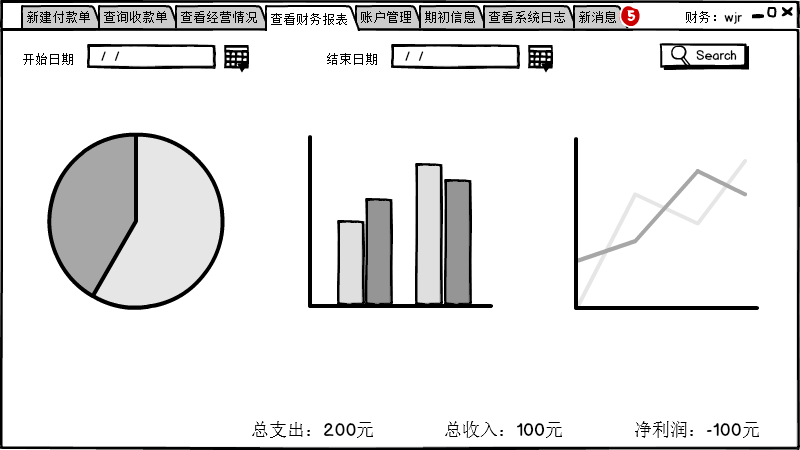 新建付款单 查询收款单 查看经营情况 查看财务报表 账户管理 期初信息 查看系统日志 新消息 5 财务：wjr
开始日期 / / 结束日期 / / Search
总支出：200元 总收入：100元 净利润：-100元